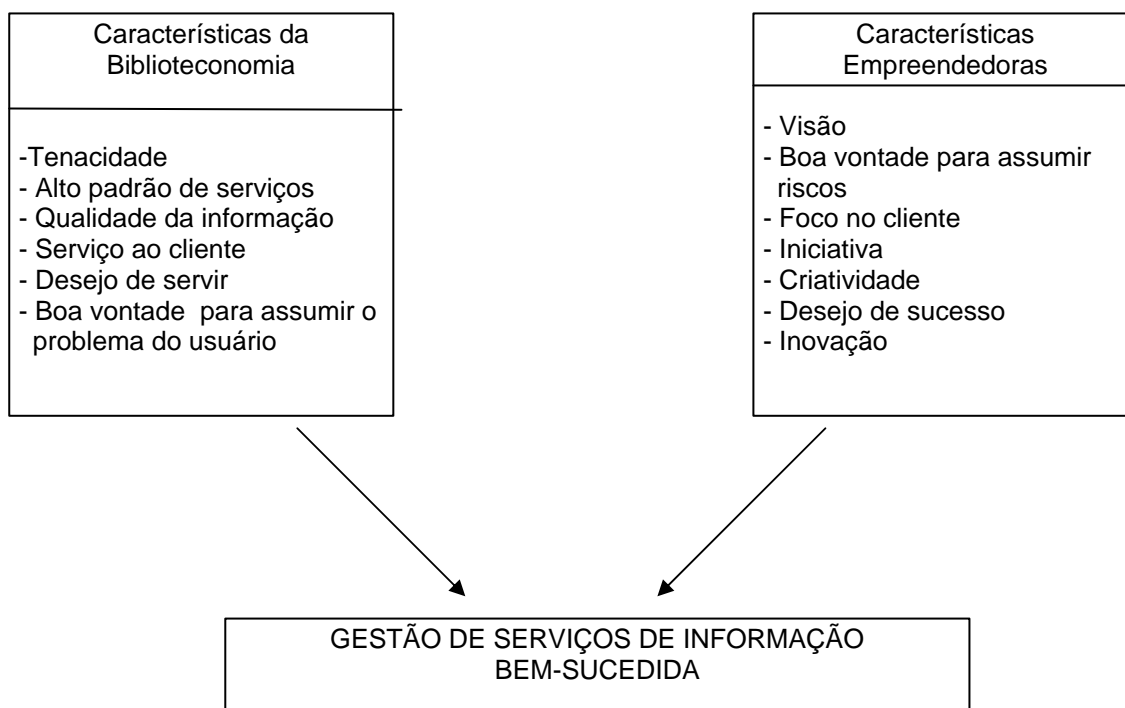 Características da
Biblioteconomia
-Tenacidade
- Alto padrão de serviços
- Qualidade da informação
- Serviço ao cliente
- Desejo de servir
- Boa vontade para assumir o
problema do usuário
Características
Empreendedoras
- Visão
- Boa vontade para assumir
riscos
- Foco no cliente
- Iniciativa
- Criatividade
- Desejo de sucesso
- Inovação
GESTÃO DE SERVIÇOS DE INFORMAÇÃO
BEM-SUCEDIDA